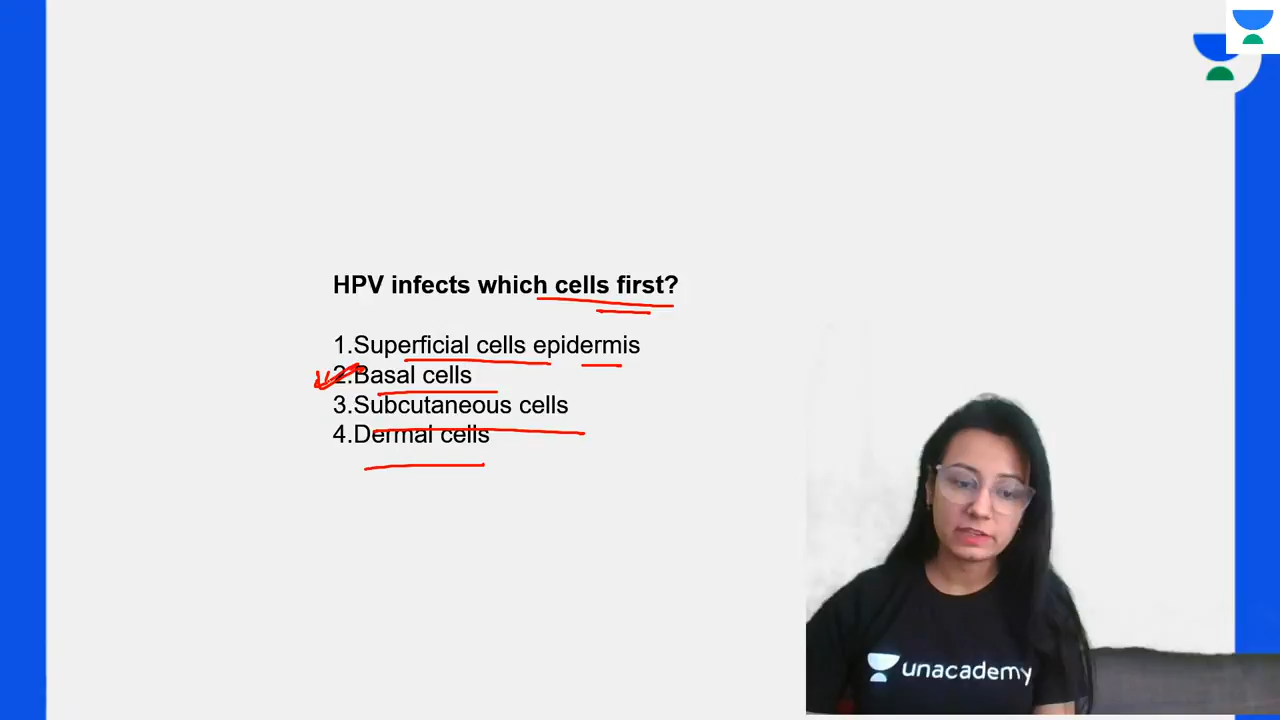 HPV infects which cells first?
1.Superficial cells epidermis
2.Basal cells
3.Subcutaneous cells
4.Dermal cells
unacademy